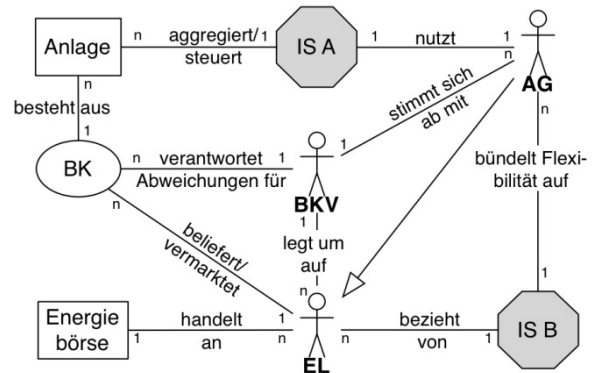 Anlage
n
aggregiert/
steuert
1
IS A
1
nutzt
1
n
AG
n
besteht aus
n
1
stimmt sich
ab mit
BK
n
verantwortet
Abweichungen für
1
1
BKV
1
bündelt Flexi-
bilität auf
n
beliefert/
vermarktet
legt um
auf
n
1
Energie
börse
1
handelt
an
1
n
EL
n
bezieht
von
1
IS B